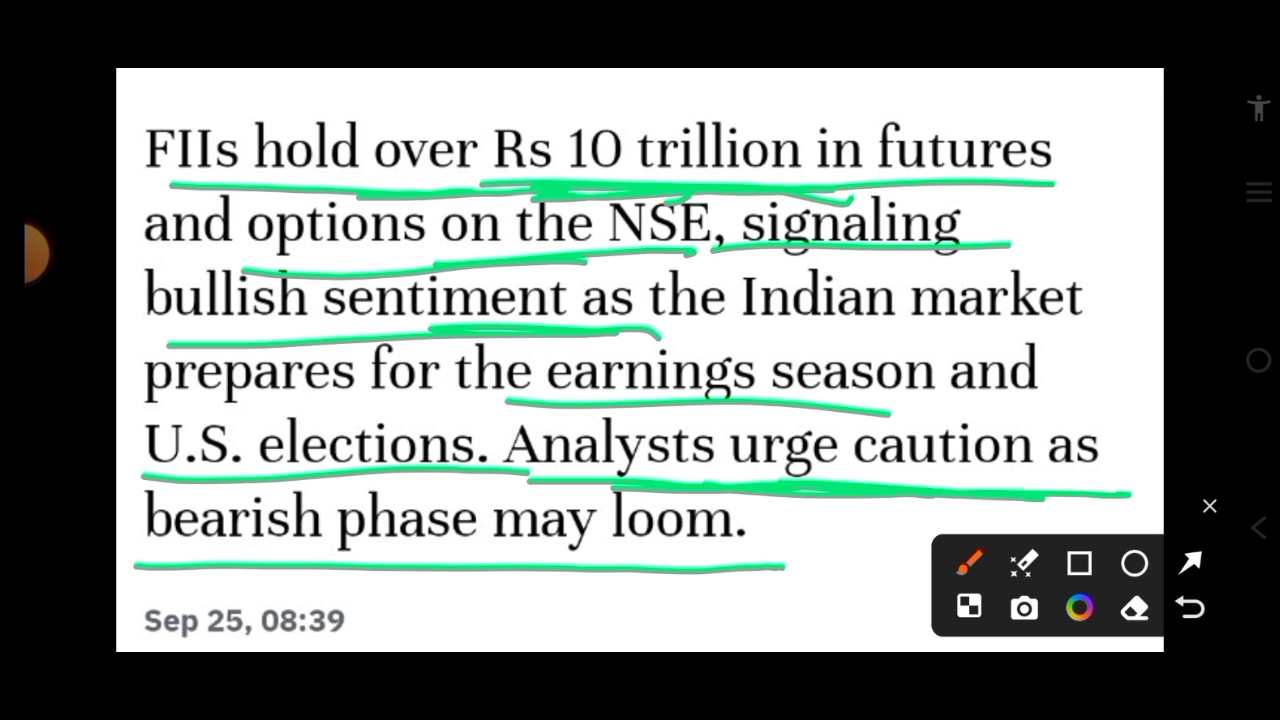 FIIs hold over Rs 10 trillion in futures
and options on the NSE, signaling
bullish sentiment as the Indian market
prepares for the earnings season and
U.S. elections. Analysts urge caution as
bearish phase may loom.
Sep 25, 08:39